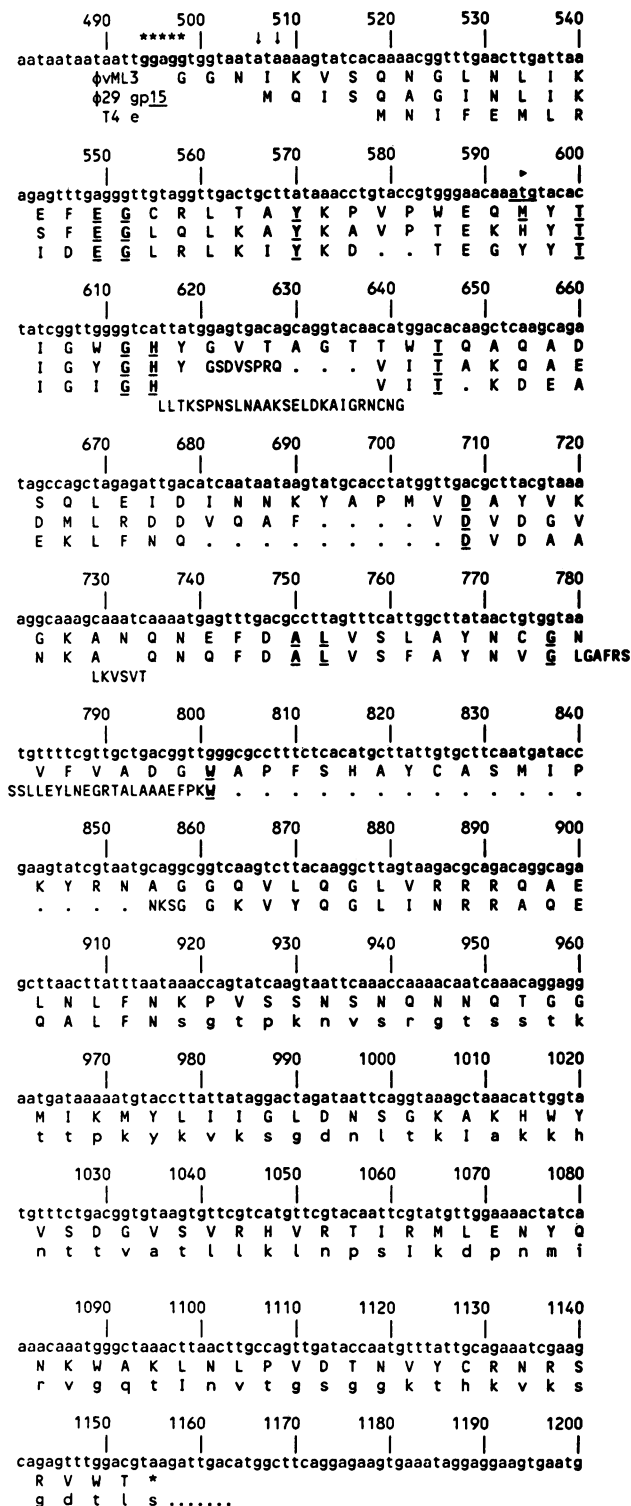 490 500 510 520 530 540
***** ↓ ↓
aataataataattggaggtggtaatataaaagtatcacaaaacggtttgaacttgattaa
ϕvML3 G G N I K V S Q N G L N L I K
ϕ29 gp15 M Q I S Q A G I N L I K
T4 e M N I F E M L R
550 560 570 580 590 600
agagtttgagggttgtaggttgactgcttataaacctgtaccgtgggaacaaatgtacac
E F E G C R L T A Y K P V P W E Q M Y T
S F E G L Q L K A Y K A V P T E K H Y T
I D E G L R L K I Y K D . . T E G Y Y T
610 620 630 640 650 660
tatcggttggggtcattatggagtgacagcaggtacaacatggacacaagctcaagcaga
I G W G H Y G V T A G T T W T Q A Q A D
I G Y G H Y GSDVSPRQ . . . V I T A K Q A E
I G I G H V I T . K D E A
LLTKSPNSLNAAKSELDKAIGRNCNG
670 680 690 700 710 720
tagccagctagagattgacatcaataataagtatgcacctatggttgacgcttacgtaaa
S Q L E I D I N N K Y A P M V D A Y V K
D M L R D D V Q A F . . . . V D V D G V
E K L F N Q . . . . . . . . . D V D A A
730 740 750 760 770 780
aggcaaagcaaatcaaaatgagtttgacgcccttagtttcattggcttataactgtggtaa
G K A N Q N E F D A L V S L A Y N C G N
N K A Q N Q F D A L V S F A Y N V G LGAFRS
LKVSVT
790 800 810 820 830 840
tgttttcgttgctgacggttgggcgcctttctcacatgcttattgtgcttcaatgatacc
V F V A D G W A P F S H A Y C A S M I P
SSLLEYLNEGRTALAAAEFPKW . . . . . . . . . . . . .
850 860 870 880 890 900
gaagtatcgtaatgcaggcggtcaagtcttacaaggcttagtaagacgcagacaggcaga
K Y R N A G G Q V L Q G L V R R R Q A E
. . . . NKSG G K V Y Q G L I N R R A Q E
910 920 930 940 950 960
gcttaacttatttaataaaccagtatcaagtaattcaaaccaaaacaatcaaacaggagg
L N L F N K P V S S N S N Q N N Q T G G
Q A L F N s g t p k n v s r g t s s t k
970 980 990 1000 1010 1020
aatgataaaaatgtaccttattataggactagataattcaggtaaagctaaacattggta
M I K M Y L I I G L D N S G K A K H W Y
t t p k y k v k s g d n l t k I a k k h
1030 1040 1050 1060 1070 1080
tgtttctgacggtgtaagtgttcgtcatgttcgtacaattcgtatgttggaaaactatca
V S D G V S V R H V R T I R M L E N Y Q
n t t v a t l l k l n p s I k d p n m i
1090 1100 1110 1120 1130 1140
aaacaaatgggctaaacttaacttgccagttgataccaatgtttattgcagaaatcgaag
N K W A K L N L P V D T N V Y C R N R S
r v g q t I n v t g s g g k t h k v k s
1150 1160 1170 1180 1190 1200
cagagtttggacgtaagattgacatggcttcaggagaagtgaaataggaggaagtgaatg
R V W T *
g d t l s .......